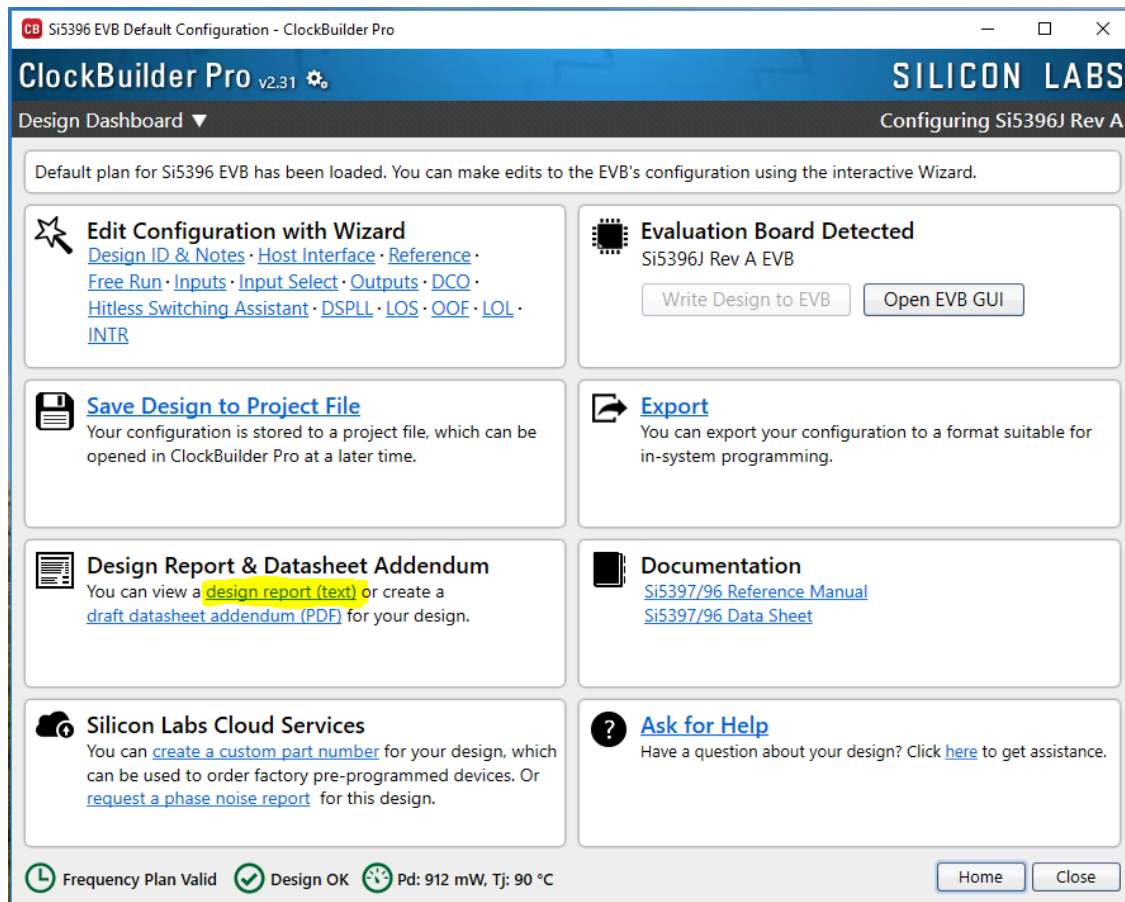 CB Si5396 EVB Default Configuration - ClockBuilder Pro
ClockBuilder Pro v2.31
SILICON LABS
Design Dashboard ▼
Configuring Si5396J Rev A
Default plan for Si5396 EVB has been loaded. You can make edits to the EVB's configuration using the interactive Wizard.
Edit Configuration with Wizard
Design ID & Notes · Host Interface · Reference ·
Free Run · Inputs · Input Select · Outputs · DCO ·
Hitless Switching Assistant · DSPLL · LOS · OOF · LOL ·
INTR
Evaluation Board Detected
Si5396J Rev A EVB
Write Design to EVB
Open EVB GUI
Save Design to Project File
Your configuration is stored to a project file, which can be
opened in ClockBuilder Pro at a later time.
Export
You can export your configuration to a format suitable for
in-system programming.
Design Report & Datasheet Addendum
You can view a design report (text) or create a
draft datasheet addendum (PDF) for your design.
Documentation
Si5397/96 Reference Manual
Si5397/96 Data Sheet
Silicon Labs Cloud Services
You can create a custom part number for your design, which
can be used to order factory pre-programmed devices. Or
request a phase noise report for this design.
? Ask for Help
Have a question about your design? Click here to get assistance.
Frequency Plan Valid
Design OK
Pd: 912 mW, Tj: 90 °C
Home
Close